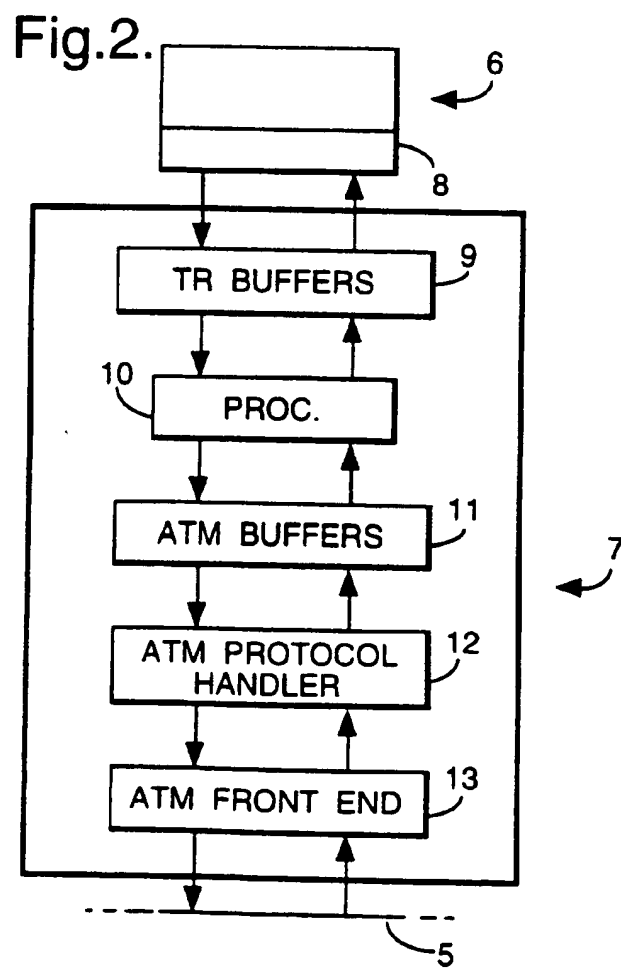 Fig.2.
6
8
TR BUFFERS
9
10
PROC.
ATM BUFFERS
11
7
ATM PROTOCOL
HANDLER
12
ATM FRONT END
13
5